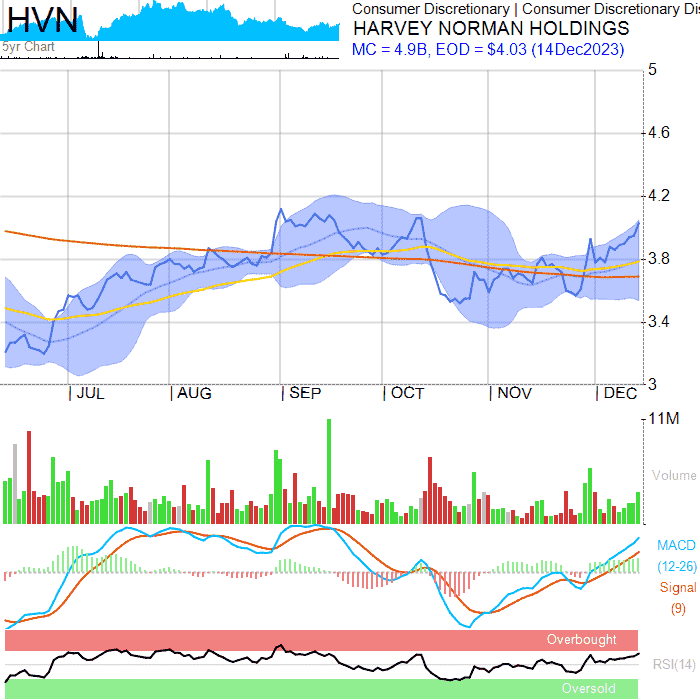 HVN
5yr Chart
Consumer Discretionary | Consumer Discretionary Dis
HARVEY NORMAN HOLDINGS
MC = 4.9B, EOD = $4.03 (14Dec2023)
5
4.6
4.2
3.8
3.4
3
| JUL | AUG | SEP | OCT | NOV | DEC
11M
Volume
MACD
(12-26)
Signal
(9)
Overbought
RSI(14)
Oversold